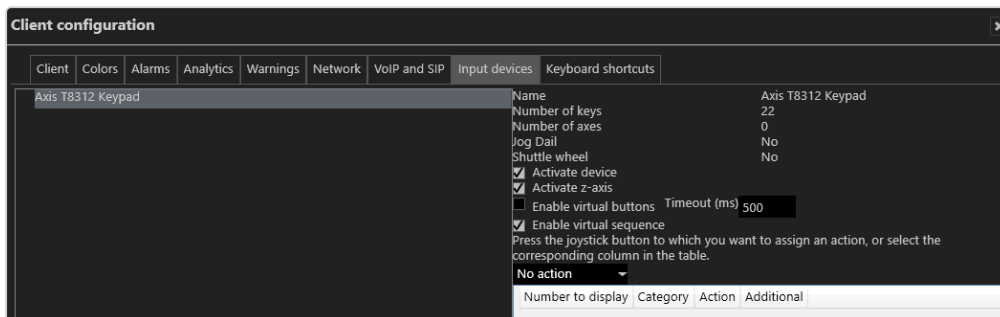 Client configuration
Client Colors Alarms Analytics Warnings Network VoIP and SIP Input devices Keyboard shortcuts
Axis T8312 Keypad
Name Axis T8312 Keypad
Number of keys 22
Number of axes 0
Jog Dail No
Shuttle wheel No
Activate device
Activate z-axis
Enable virtual buttons Timeout (ms) 500
Enable virtual sequence
Press the joystick button to which you want to assign an action, or select the
corresponding column in the table.
No action
Number to display Category Action Additional